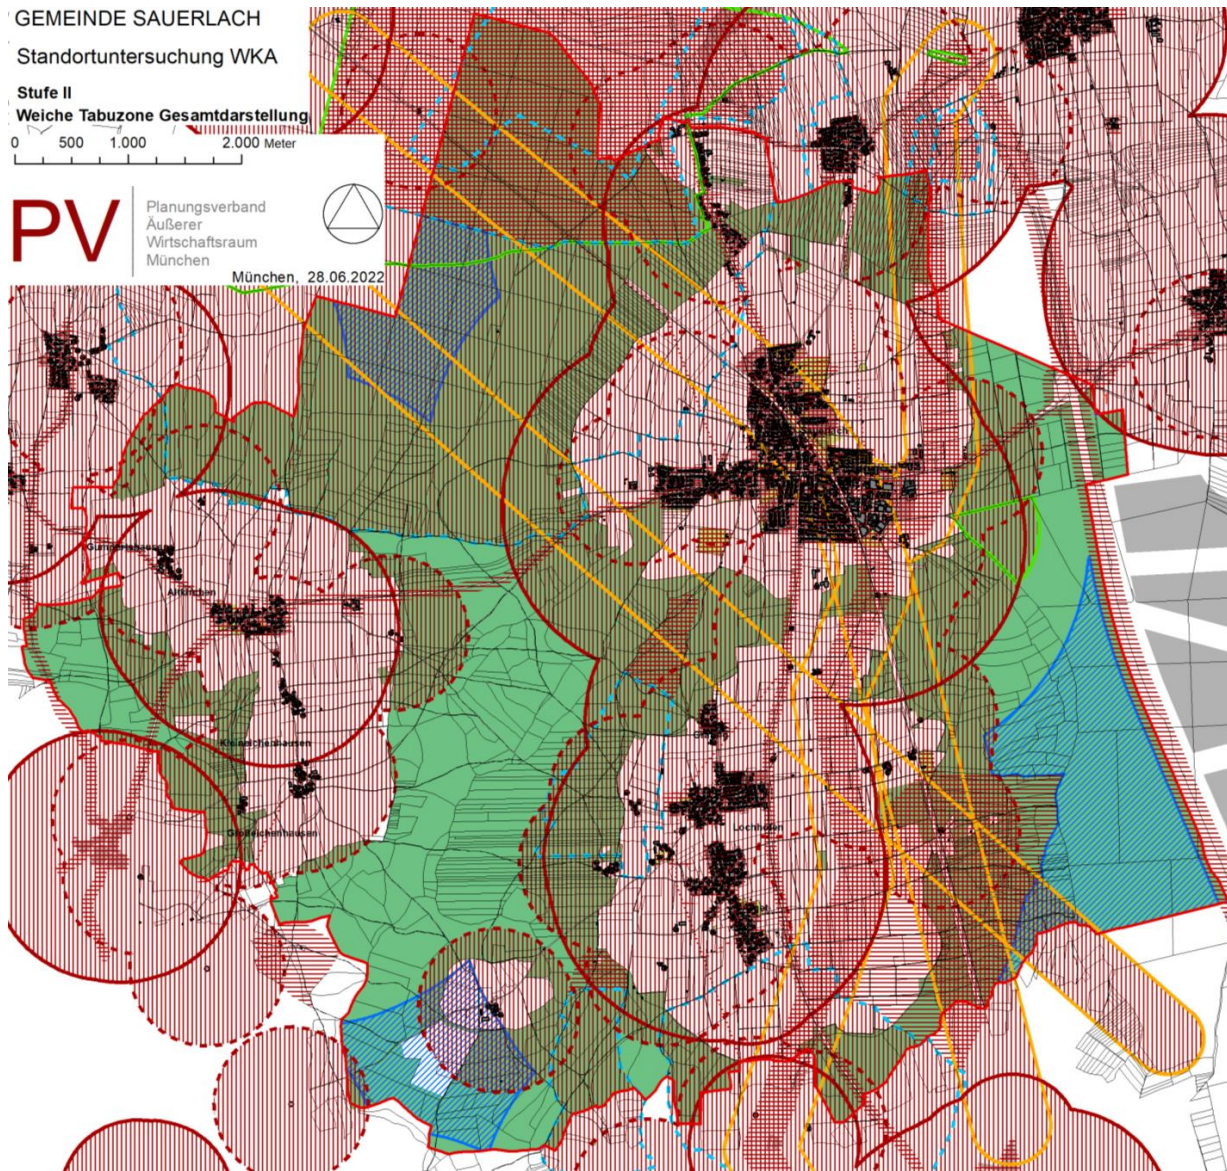 GEMEINDE SAUERLACH
Standortuntersuchung WKA
Stufe II
Weiche Tabuzone Gesamtdarstellung
0 500 1.000 2.000 Meter
PV
Planungsverband
Äußerer
Wirtschaftsraum
München
München, 28.06.2022
Altkirchen
Kleineichenhausen
Großeichenhausen
Lochhofen